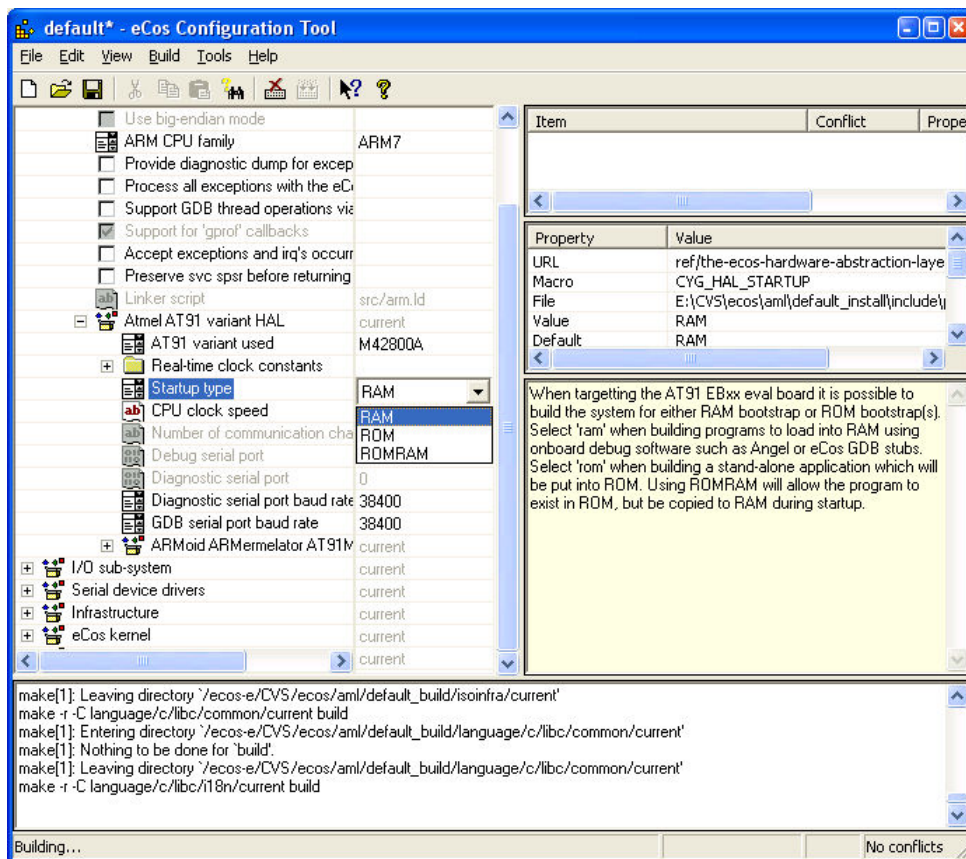 default* - eCos Configuration Tool
File Edit View Build Tools Help
Use big-endian mode
ARM CPU family ARM7
Provide diagnostic dump for excep
Process all exceptions with the eC
Support GDB thread operations via
Support for 'gprof' callbacks
Accept exceptions and irq's occurr
Preserve svc spsr before returning
ab Linker script src/arm.ld
Atmel AT91 variant HAL current
AT91 variant used M42800A
Real-time clock constants
Startup type RAM
RAM
ROM
ROMRAM
ab CPU clock speed
ab Number of communication cha
Debug serial port
Diagnostic serial port 0
Diagnostic serial port baud rate 38400
GDB serial port baud rate 38400
ARMoid ARMermelator AT91M current
I/O sub-system current
Serial device drivers current
Infrastructure current
eCos kernel current
current
Item Conflict Prope
Property Value
URL ref/the-ecos-hardware-abstraction-laye
Macro CYG_HAL_STARTUP
File E:\CVS\ecos\aml\default_install\include\
Value RAM
Default RAM
When targetting the AT91 EBxx eval board it is possible to
build the system for either RAM bootstrap or ROM bootstrap(s).
Select 'ram' when building programs to load into RAM using
onboard debug software such as Angel or eCos GDB stubs.
Select 'rom' when building a stand-alone application which will
be put into ROM. Using ROMRAM will allow the program to
exist in ROM, but be copied to RAM during startup.
make[1]: Leaving directory `/ecos-e/CVS/ecos/aml/default_build/isoinfra/current'
make -r -C language/c/libc/common/current build
make[1]: Entering directory `/ecos-e/CVS/ecos/aml/default_build/language/c/libc/common/current'
make[1]: Nothing to be done for `build'.
make[1]: Leaving directory `/ecos-e/CVS/ecos/aml/default_build/language/c/libc/common/current'
make -r -C language/c/libc/i18n/current build
Building... No conflicts